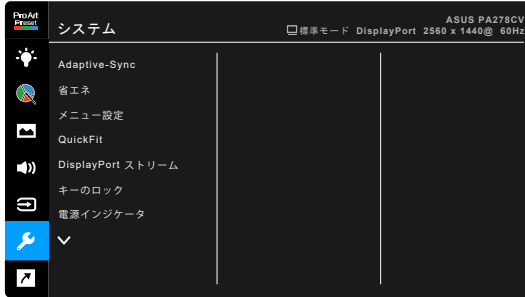 ProArt
Preset
システム
ASUS PA278CV
標準モード DisplayPort 2560 x 1440@ 60Hz
Adaptive-Sync
省エネ
メニュー設定
QuickFit
DisplayPort ストリーム
キーのロック
電源インジケータ